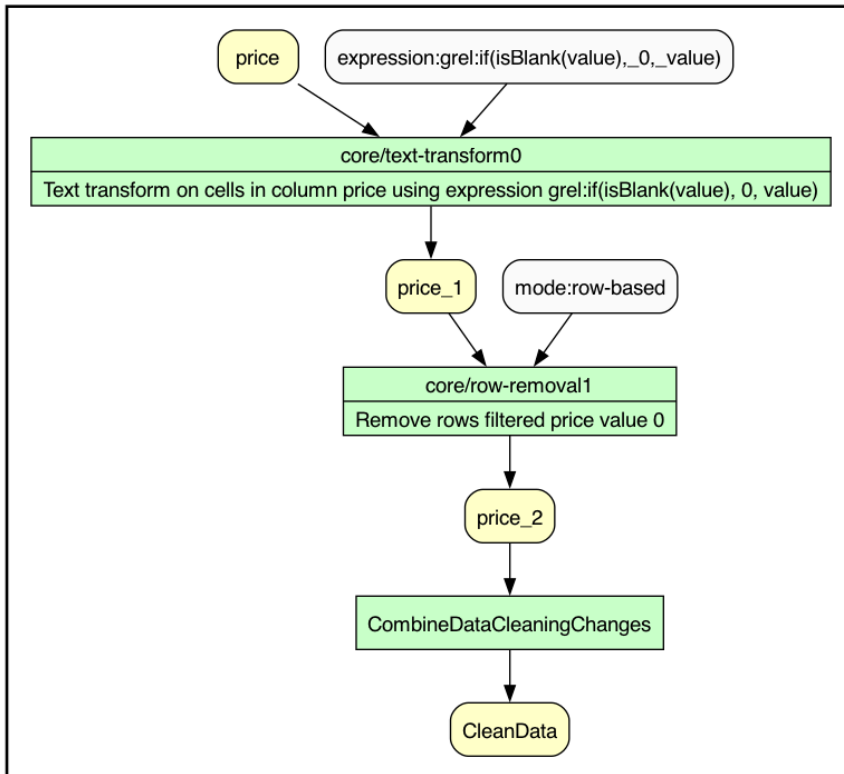 price
expression:grel:if(isBlank(value),_0,_value)
core/text-transform0
Text transform on cells in column price using expression grel:if(isBlank(value), 0, value)
price_1
mode:row-based
core/row-removal1
Remove rows filtered price value 0
price_2
CombineDataCleaningChanges
CleanData